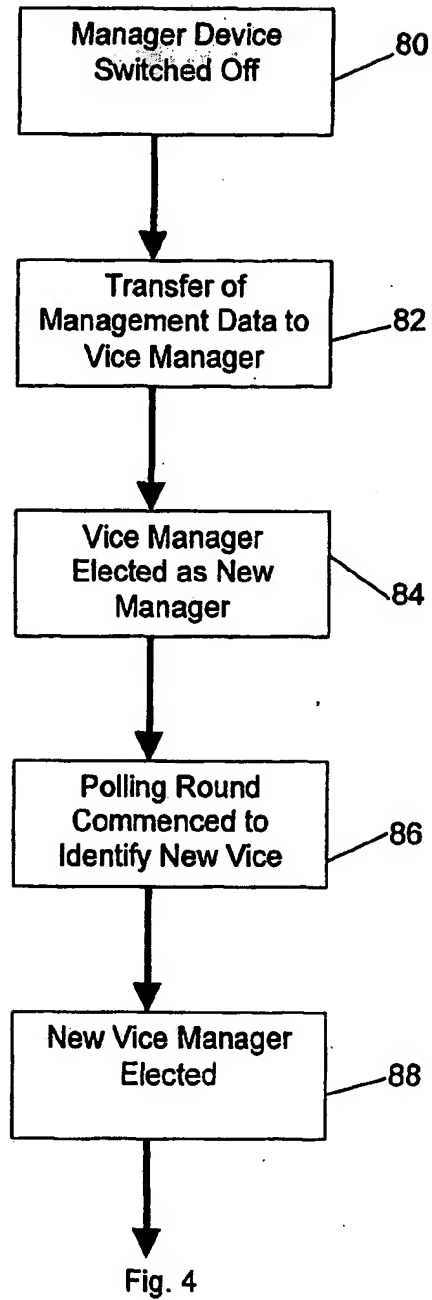 Manager Device
Switched Off
80
Transfer of
Management Data to
Vice Manager
82
Vice Manager
Elected as New
Manager
84
Polling Round
Commenced to
Identify New Vice
86
New Vice Manager
Elected
88
Fig. 4